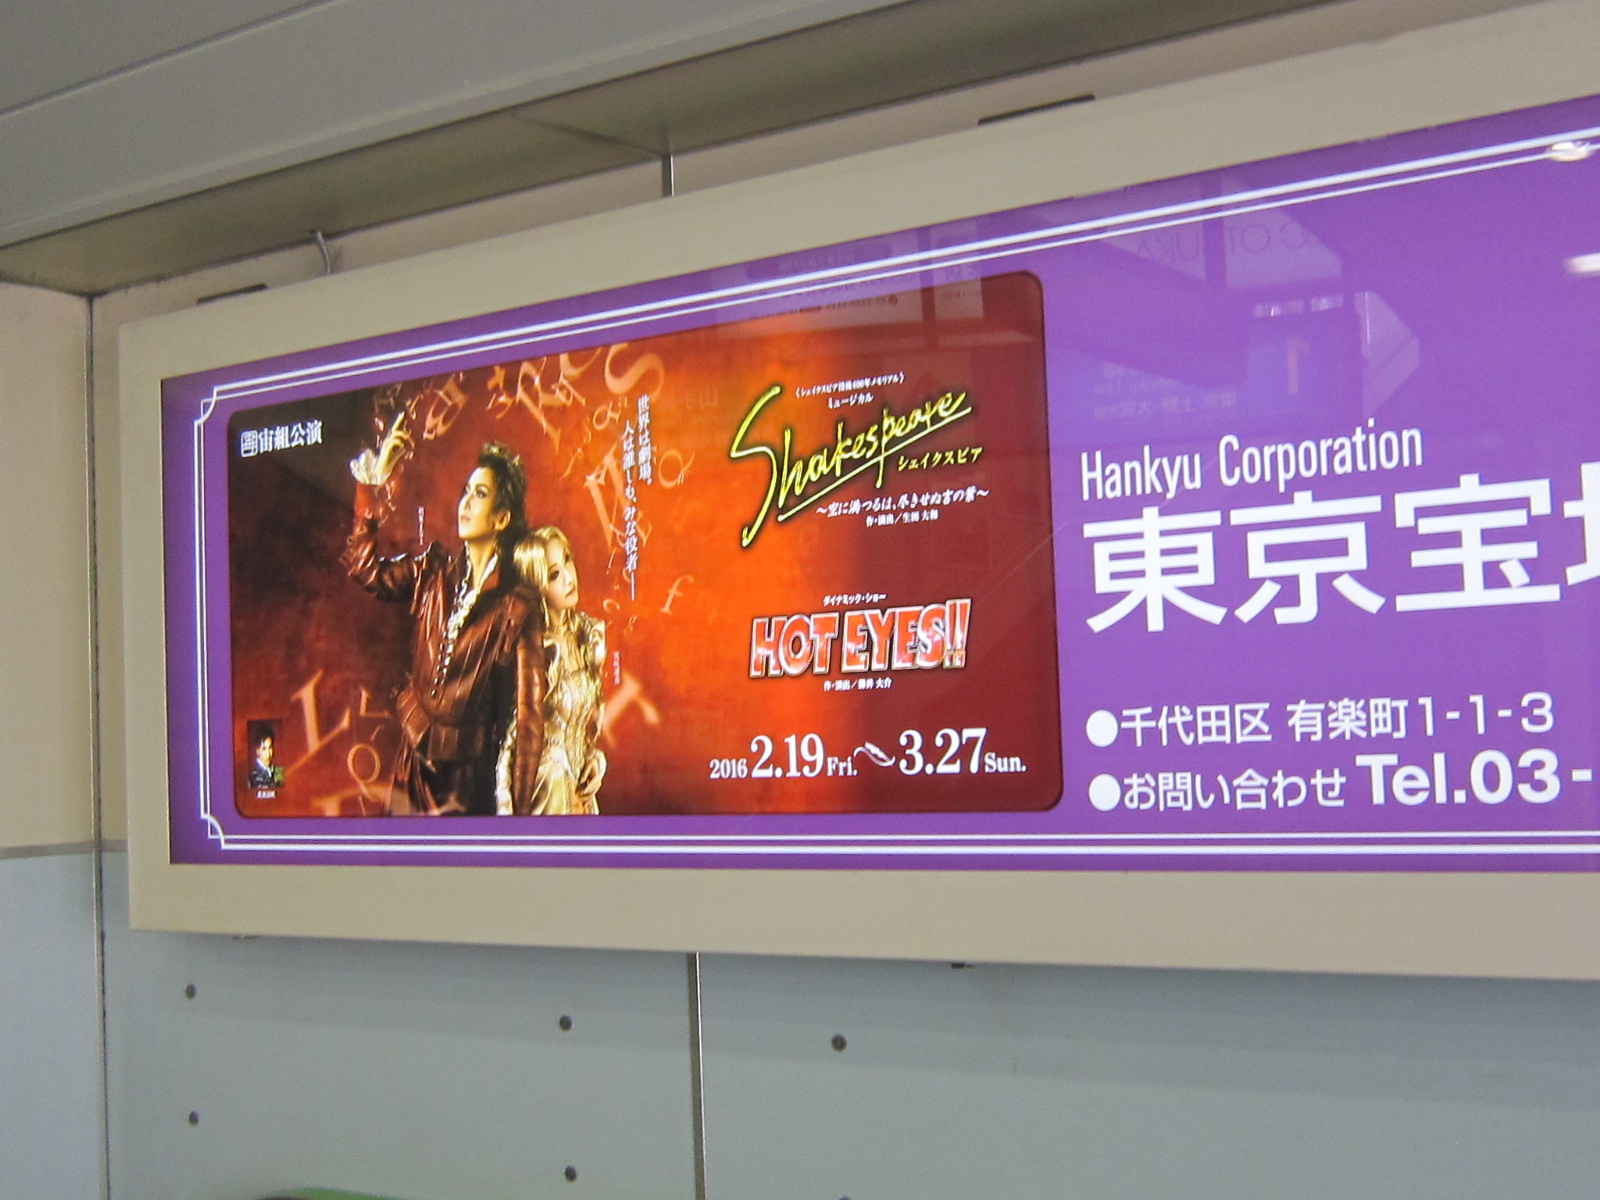 宙組公演
世界は劇場。
人は誰しも、みな役者──
《シェイクスピア没後400年メモリアル》
ミュージカル
Shakespeare
シェイクスピア
～空に満つるは、尽きせぬ言の葉～
作・演出／生田 大和
ダイナミック・ショー
HOT EYES!!
作・演出／藤井 大介
2016 2.19 Fri.～3.27 Sun.
Hankyu Corporation
東京宝
●千代田区 有楽町1-1-3
●お問い合わせ Tel.03-